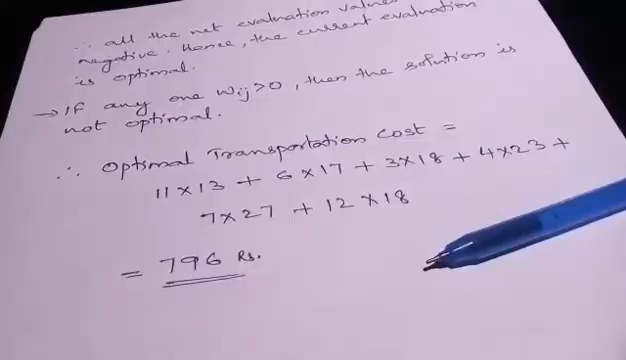 ∴ all the net evaluation values
negative. Hence, the current evaluation
is optimal.
→ If any one Wij>0, then the solution is
not optimal.
∴ Optimal Transportation cost =
11×13 + 6×17 + 3×18 + 4×23 +
7×27 + 12×18
= 796 Rs.